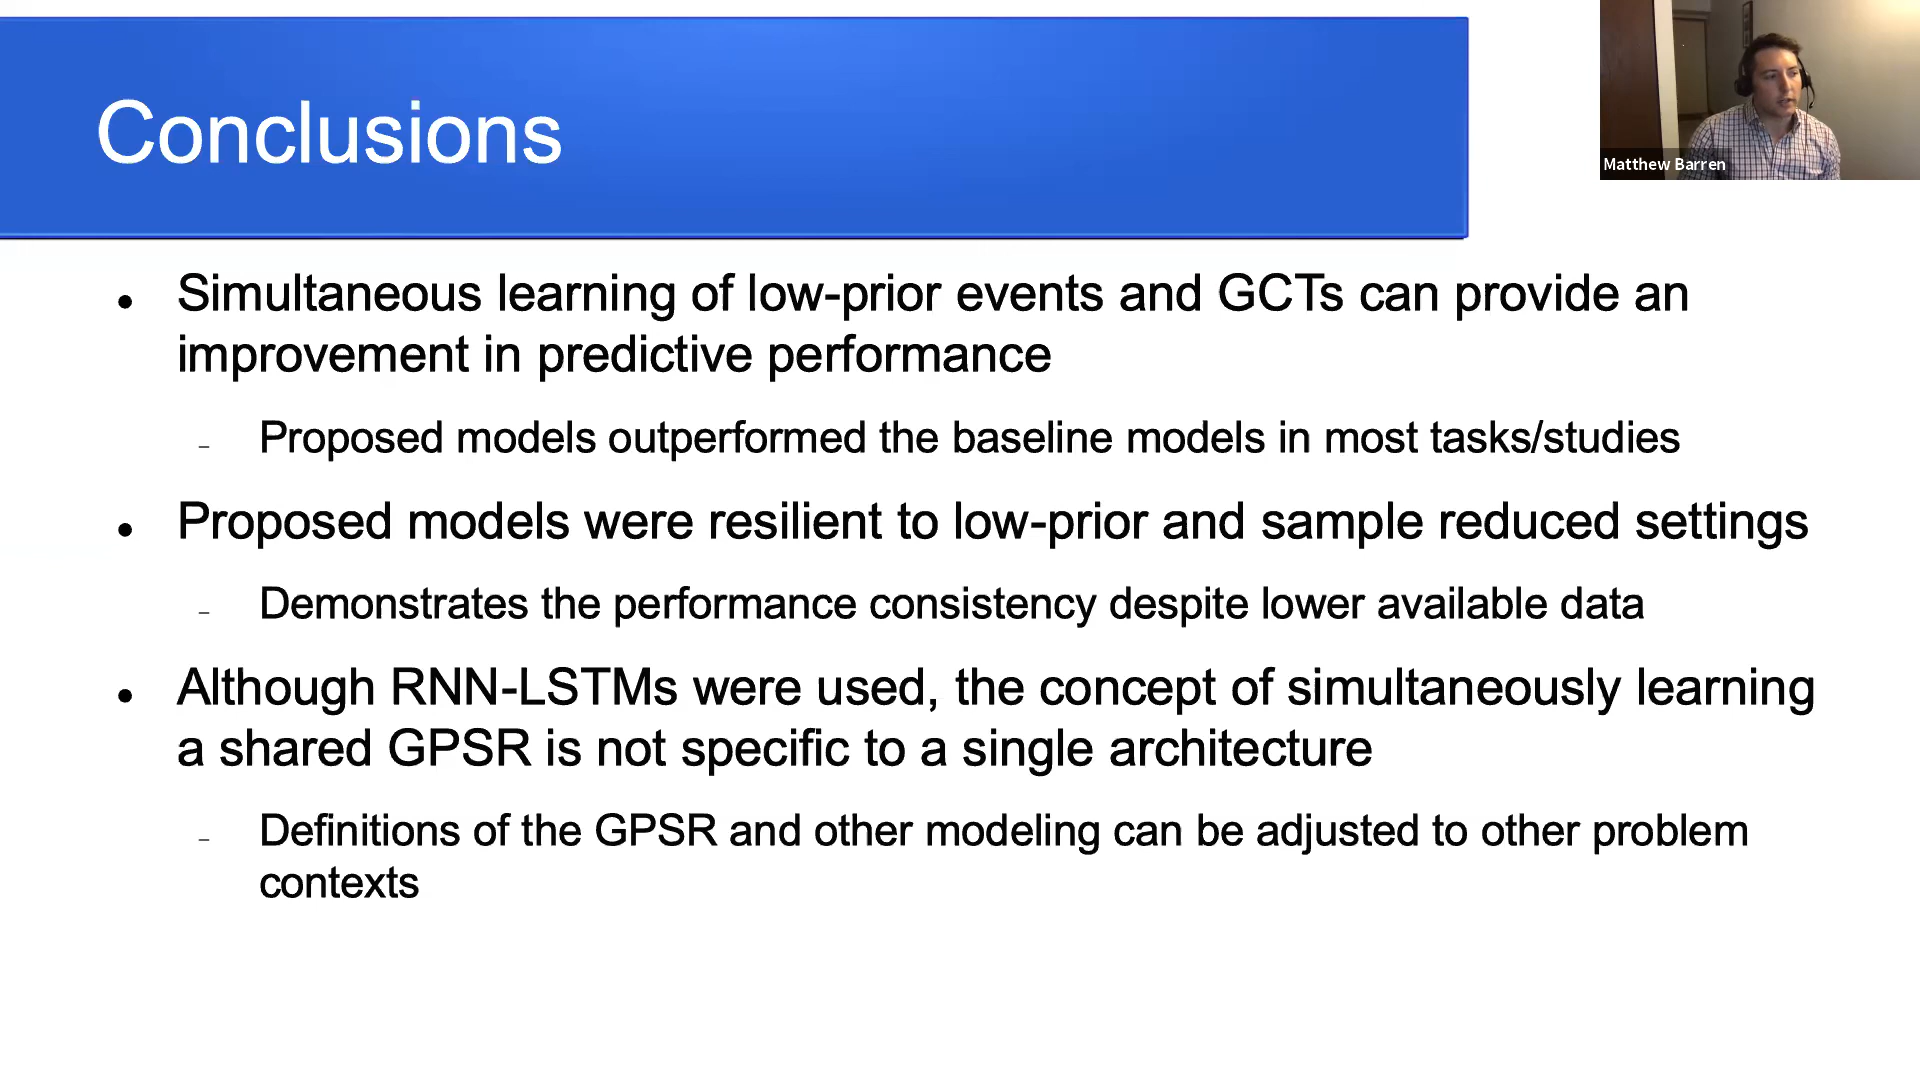 Conclusions
Matthew Barren
● Simultaneous learning of low-prior events and GCTs can provide an
improvement in predictive performance
– Proposed models outperformed the baseline models in most tasks/studies
● Proposed models were resilient to low-prior and sample reduced settings
– Demonstrates the performance consistency despite lower available data
● Although RNN-LSTMs were used, the concept of simultaneously learning
a shared GPSR is not specific to a single architecture
– Definitions of the GPSR and other modeling can be adjusted to other problem
contexts